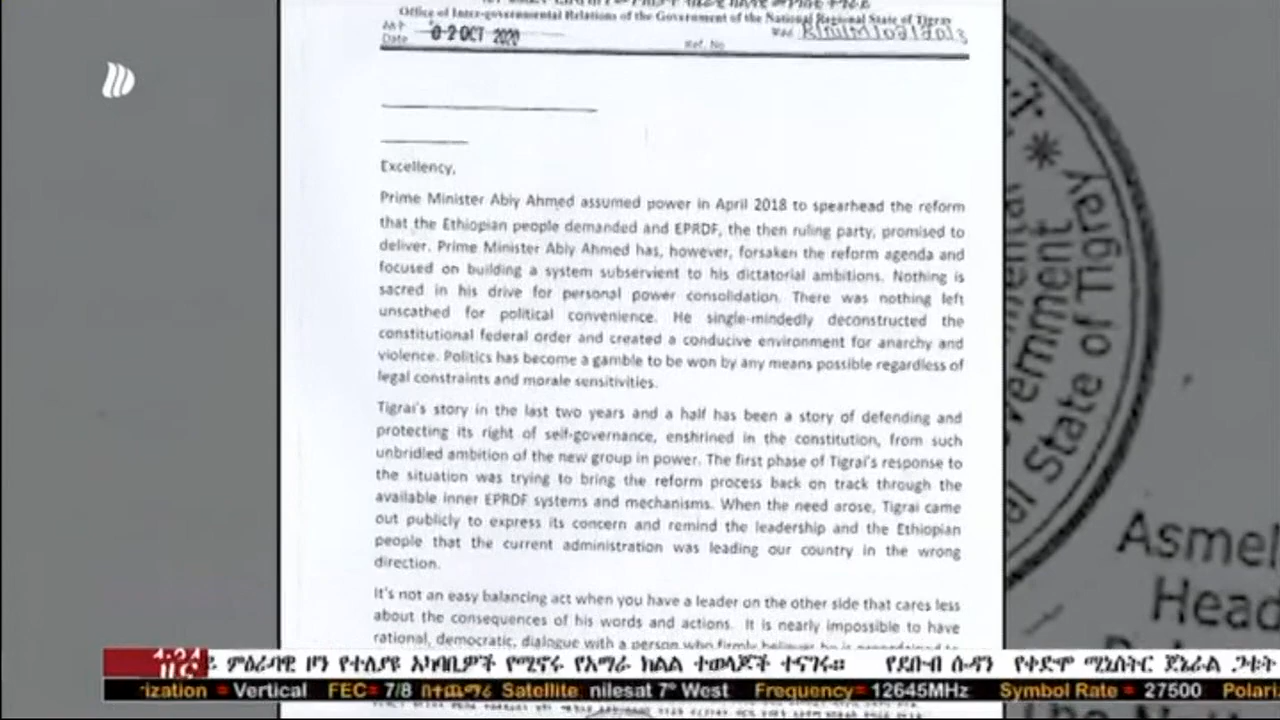 Office of Inter-governmental Relations of the Government of the National Regional State of Tigray
Date 02 OCT 2020
Ref. No
Excellency,
Prime Minister Abiy Ahmed assumed power in April 2018 to spearhead the reform
that the Ethiopian people demanded and EPRDF, the then ruling party, promised to
deliver. Prime Minister Abiy Ahmed has, however, forsaken the reform agenda and
focused on building a system subservient to his dictatorial ambitions. Nothing is
sacred in his drive for personal power consolidation. There was nothing left
unscathed for political convenience. He single-mindedly deconstructed the
constitutional federal order and created a conducive environment for anarchy and
violence. Politics has become a gamble to be won by any means possible regardless of
legal constraints and morale sensitivities.
Tigrai's story in the last two years and a half has been a story of defending and
protecting its right of self-governance, enshrined in the constitution, from such
unbridled ambition of the new group in power. The first phase of Tigrai's response to
the situation was trying to bring the reform process back on track through the
available inner EPRDF systems and mechanisms. When the need arose, Tigrai came
out publicly to express its concern and remind the leadership and the Ethiopian
people that the current administration was leading our country in the wrong
direction.
It's not an easy balancing act when you have a leader on the other side that cares less
about the consequences of his words and actions. It is nearly impossible to have
rational, democratic, dialogue with a person who firmly
State of Tigray
Asmel
Head
ምዕራባዊ ዞን የተለያዩ አካባቢዎች የሚኖሩ የአማራ ክልል ተወላጆች ተናገሩ። የደቡብ ሱዳን የቀድሞ ሚኒስትር ጀኔራል ጋቱት
ization = Vertical FEC= 7/8 በተጨማሪ Satellite: nilesat 7° West Frequency= 12645MHz Symbol Rate = 27500 Polari